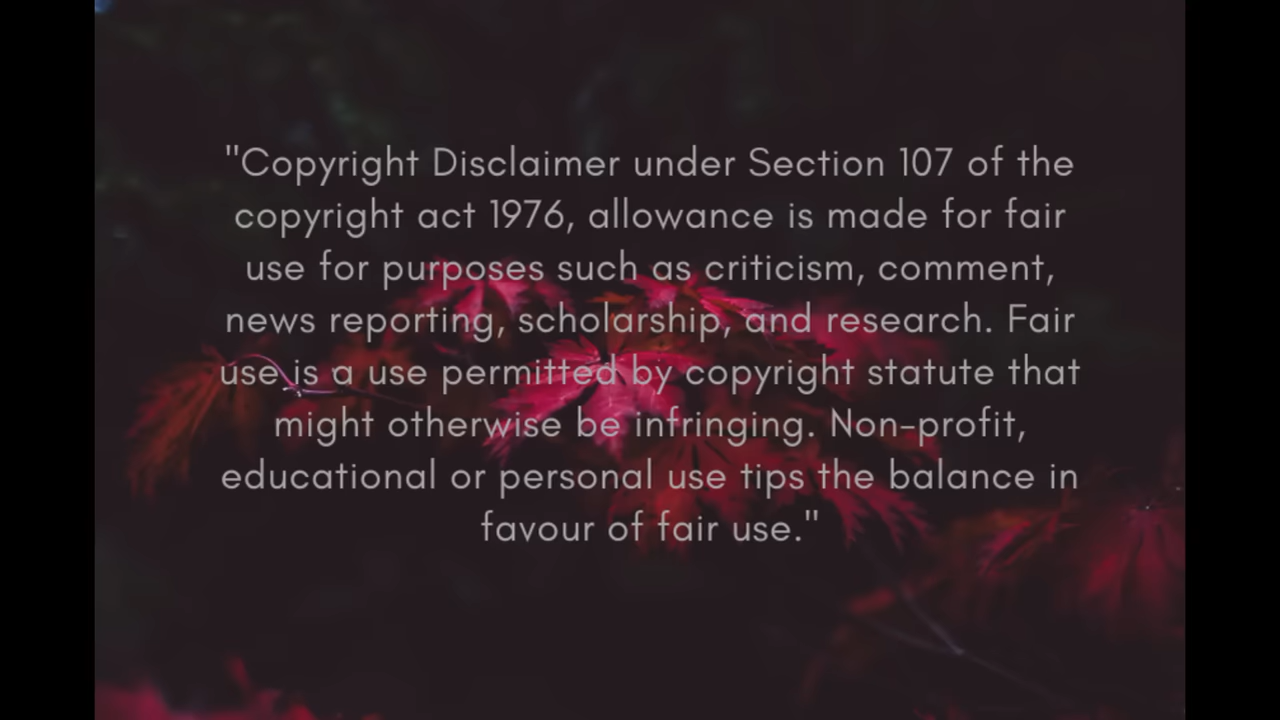 "Copyright Disclaimer under Section 107 of the
copyright act 1976, allowance is made for fair
use for purposes such as criticism, comment,
news reporting, scholarship, and research. Fair
use is a use permitted by copyright statute that
might otherwise be infringing. Non-profit,
educational or personal use tips the balance in
favour of fair use."